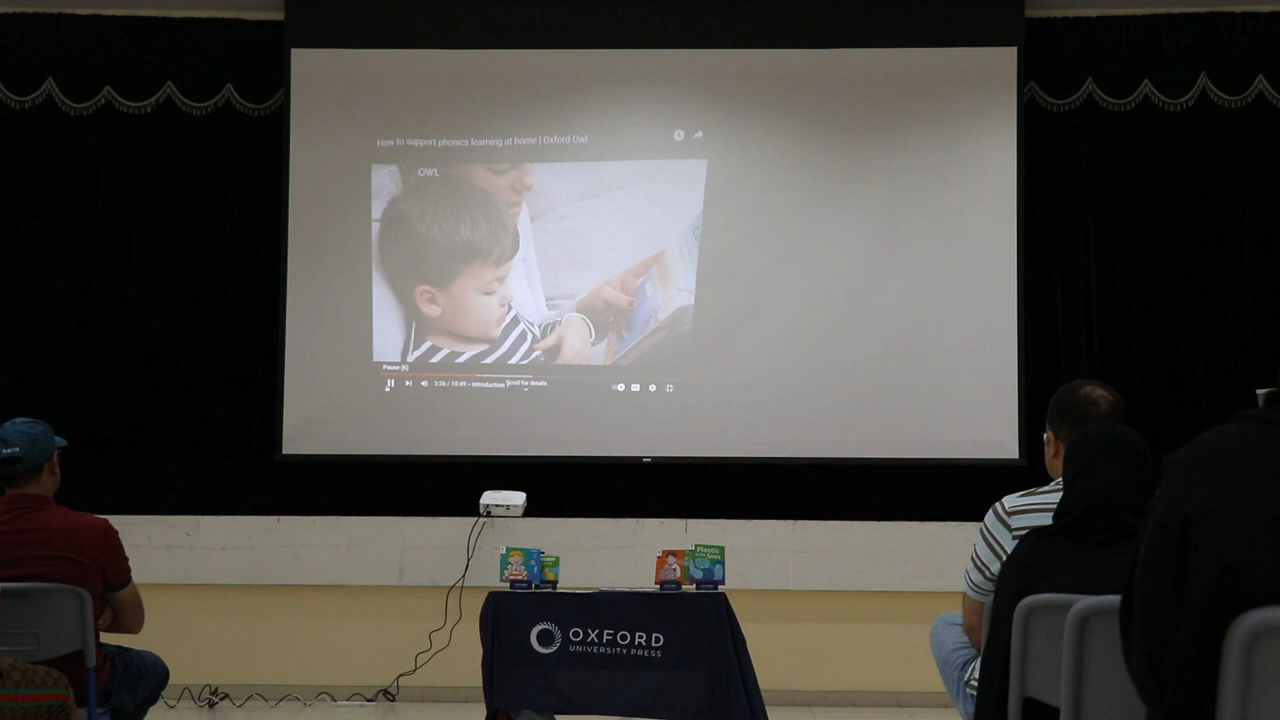 How to support phonics learning at home | Oxford Owl
OWL
Pause (k)
3:36 / 10:49 • Introduction
Scroll for details
Plastic
Seas
OXFORD
UNIVERSITY PRESS